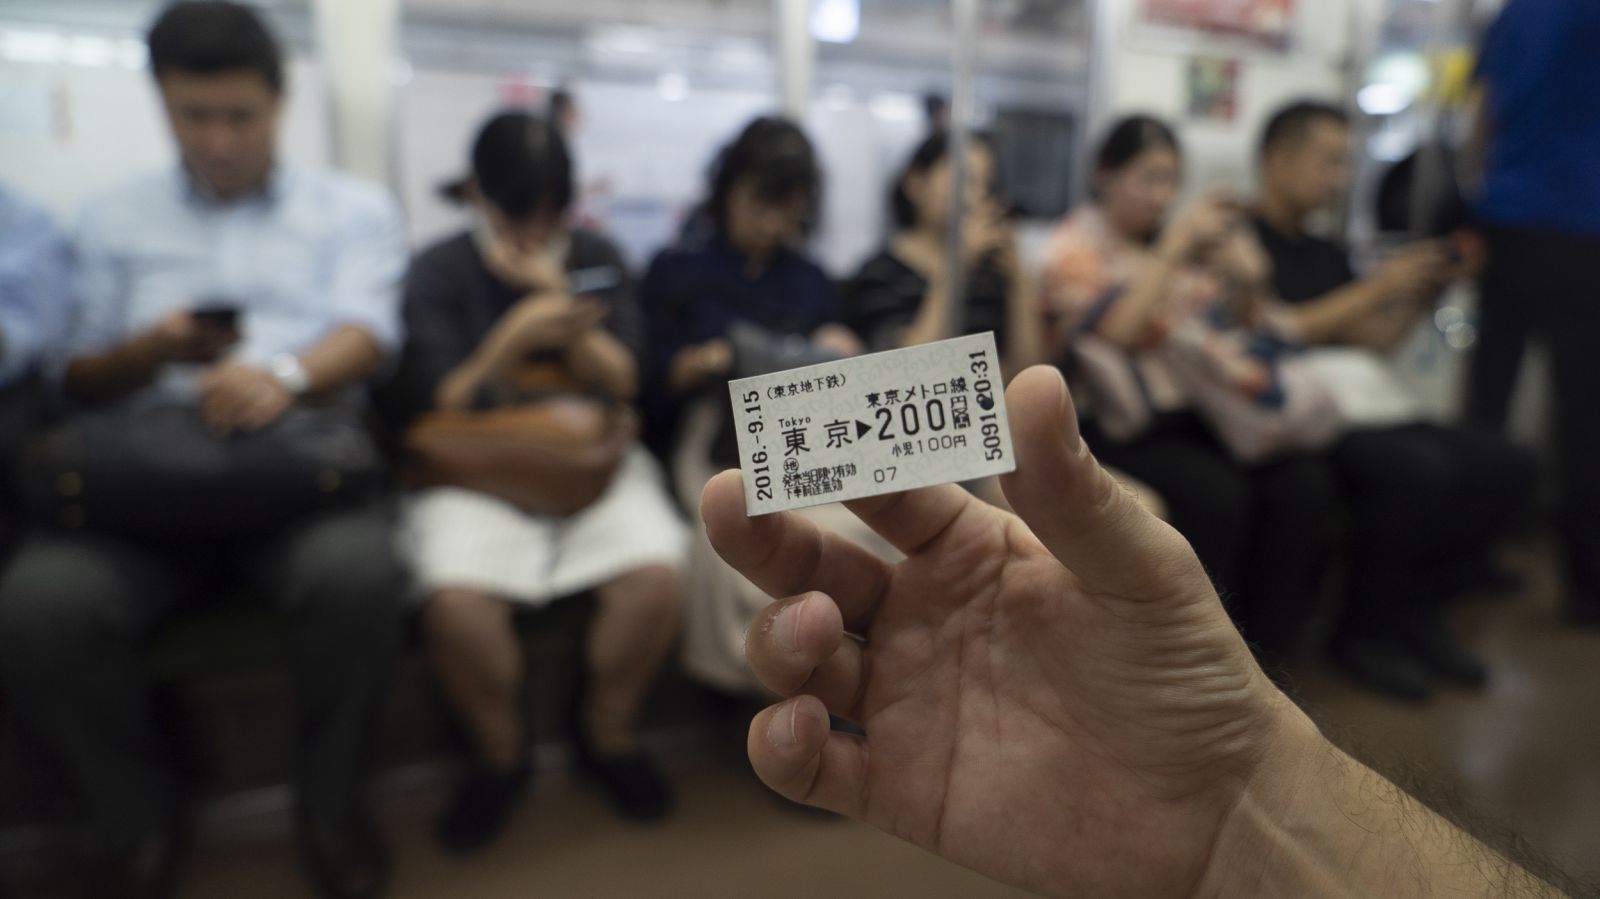 2016.-9.15
(東京地下鉄)
東京メトロ線
Tokyo
東京▶200円区間
小児100円
㊞
発売当日限り有効
下車前途無効
07
5091 20:31